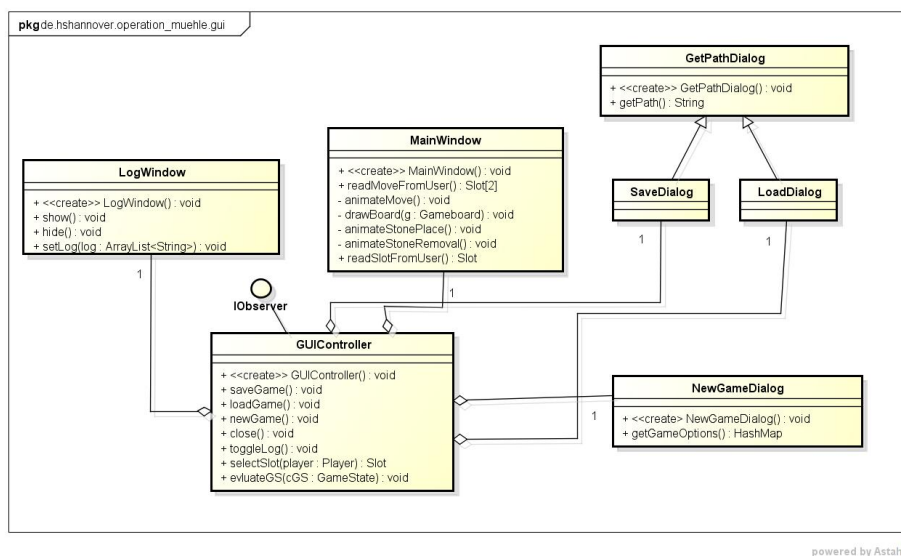 pkg de.hshannover.operation_muehle.gui
GetPathDialog
+ <<create>> GetPathDialog() : void
+ getPath() : String
LogWindow
+ <<create>> LogWindow() : void
+ show() : void
+ hide() : void
+ setLog(log : ArrayList<String>) : void
MainWindow
+ <<create>> MainWindow() : void
+ readMoveFromUser() : Slot[2]
- animateMove() : void
- drawBoard(g : Gameboard) : void
- animateStonePlace() : void
- animateStoneRemoval() : void
+ readSlotFromUser() : Slot
SaveDialog
LoadDialog
1
1
1
1
IObserver
GUIController
+ <<create>> GUIController() : void
+ saveGame() : void
+ loadGame() : void
+ newGame() : void
+ close() : void
+ toggleLog() : void
+ selectSlot(player : Player) : Slot
+ evluateGS(cGS : GameState) : void
NewGameDialog
+ <<create> NewGameDialog() : void
+ getGameOptions() : HashMap
1
powered by Astah